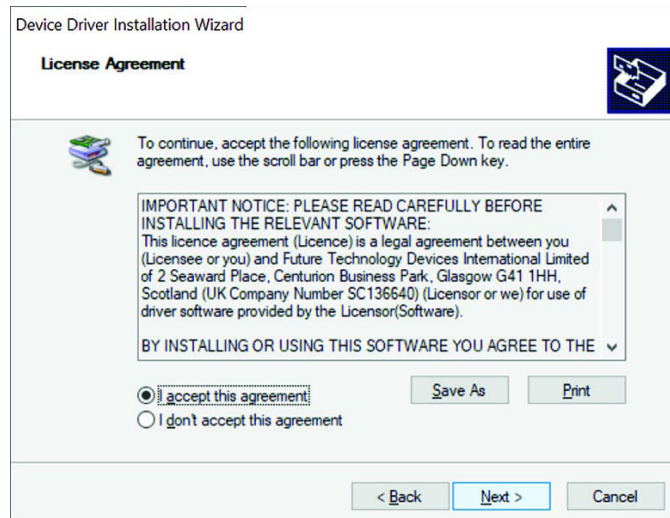 Device Driver Installation Wizard
License Agreement
To continue, accept the following license agreement. To read the entire
agreement, use the scroll bar or press the Page Down key.
IMPORTANT NOTICE: PLEASE READ CAREFULLY BEFORE
INSTALLING THE RELEVANT SOFTWARE:
This licence agreement (Licence) is a legal agreement between you
(Licensee or you) and Future Technology Devices International Limited
of 2 Seaward Place, Centurion Business Park, Glasgow G41 1HH,
Scotland (UK Company Number SC136640) (Licensor or we) for use of
driver software provided by the Licensor(Software).
BY INSTALLING OR USING THIS SOFTWARE YOU AGREE TO THE
I accept this agreement
Save As
Print
I don't accept this agreement
< Back
Next >
Cancel